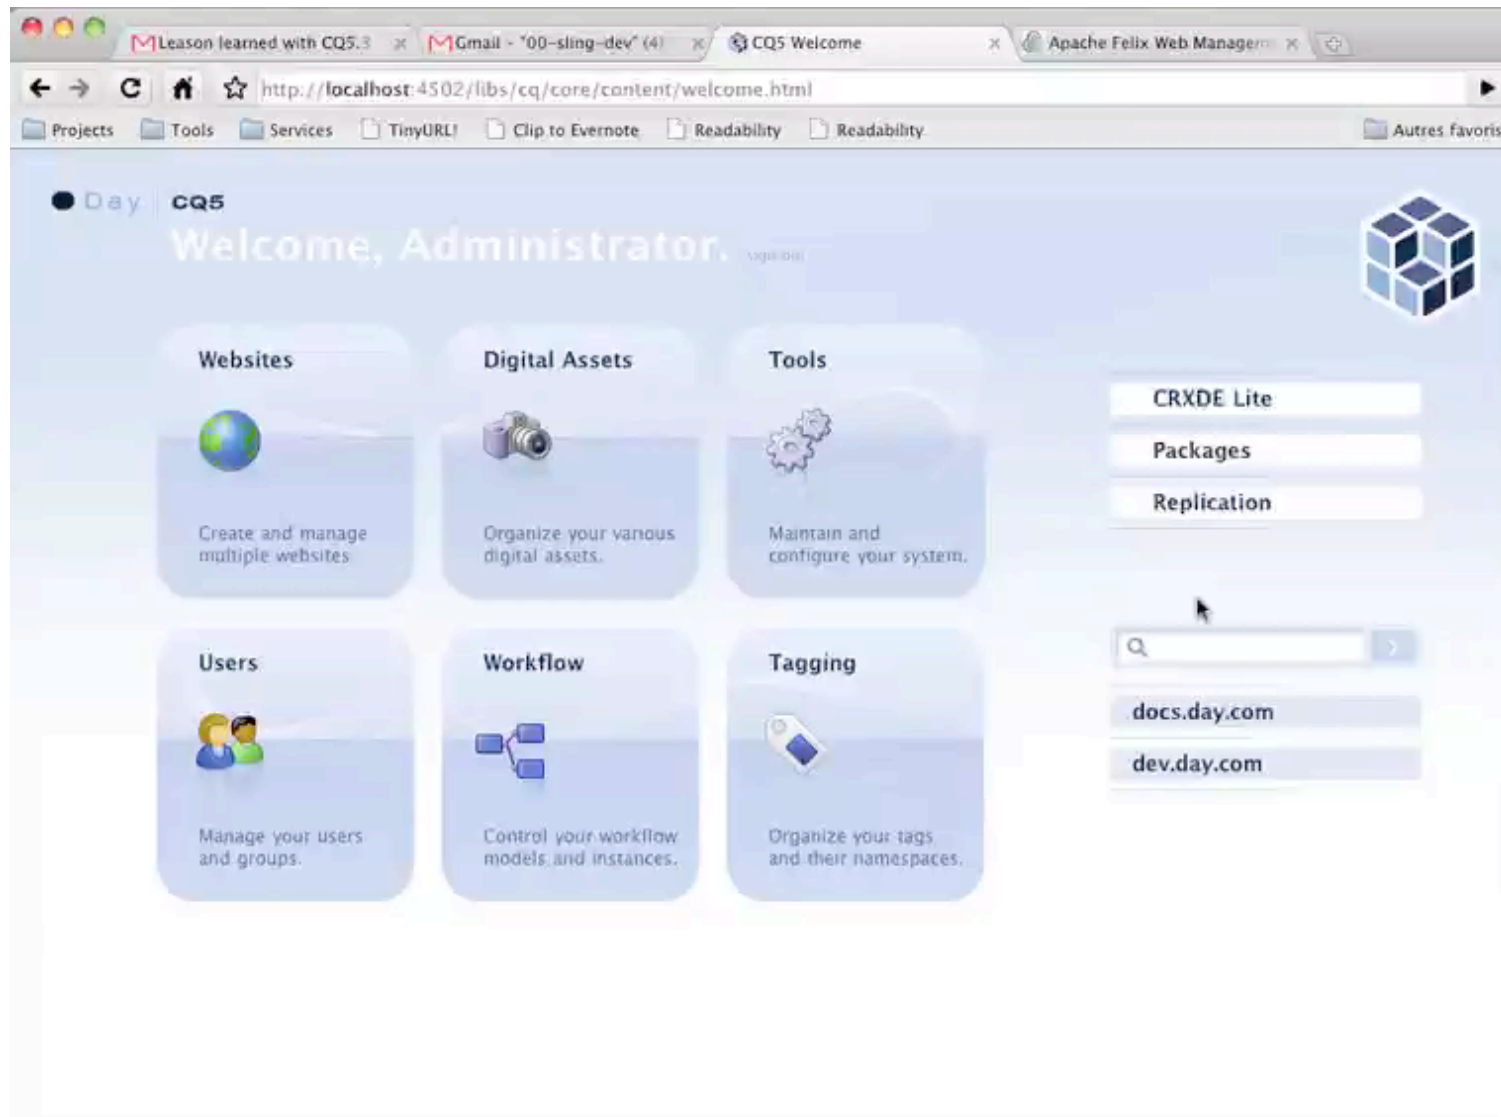 Leason learned with CQ5.3
Gmail - "00-sling-dev" (4)
CQ5 Welcome
Apache Felix Web Managem
http://localhost:4502/libs/cq/core/content/welcome.html
Projects
Tools
Services
TinyURL!
Clip to Evernote
Readability
Readability
Autres favoris
Day CQ5
Welcome, Administrator.
Websites
Create and manage
multiple websites
Digital Assets
Organize your various
digital assets.
Tools
Maintain and
configure your system.
CRXDE Lite
Packages
Replication
Users
Manage your users
and groups.
Workflow
Control your workflow
models and instances.
Tagging
Organize your tags
and their namespaces.
docs.day.com
dev.day.com